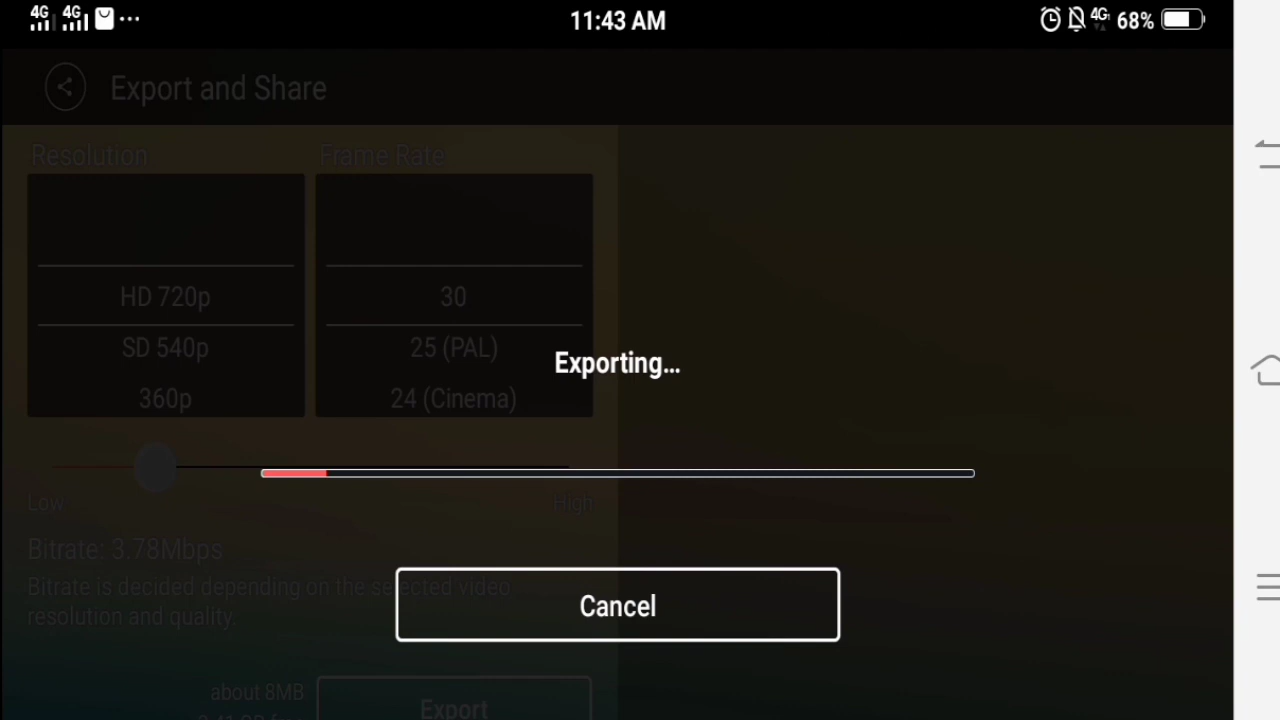 4G 4G ... 11:43 AM 4G 68%
Export and Share
Resolution Frame Rate
HD 720p 30
SD 540p 25 (PAL)
360p 24 (Cinema)
Exporting...
Low High
Bitrate: 3.78Mbps
Bitrate is decided depending on the selected video
resolution and quality.
Cancel
about 8MB
Export